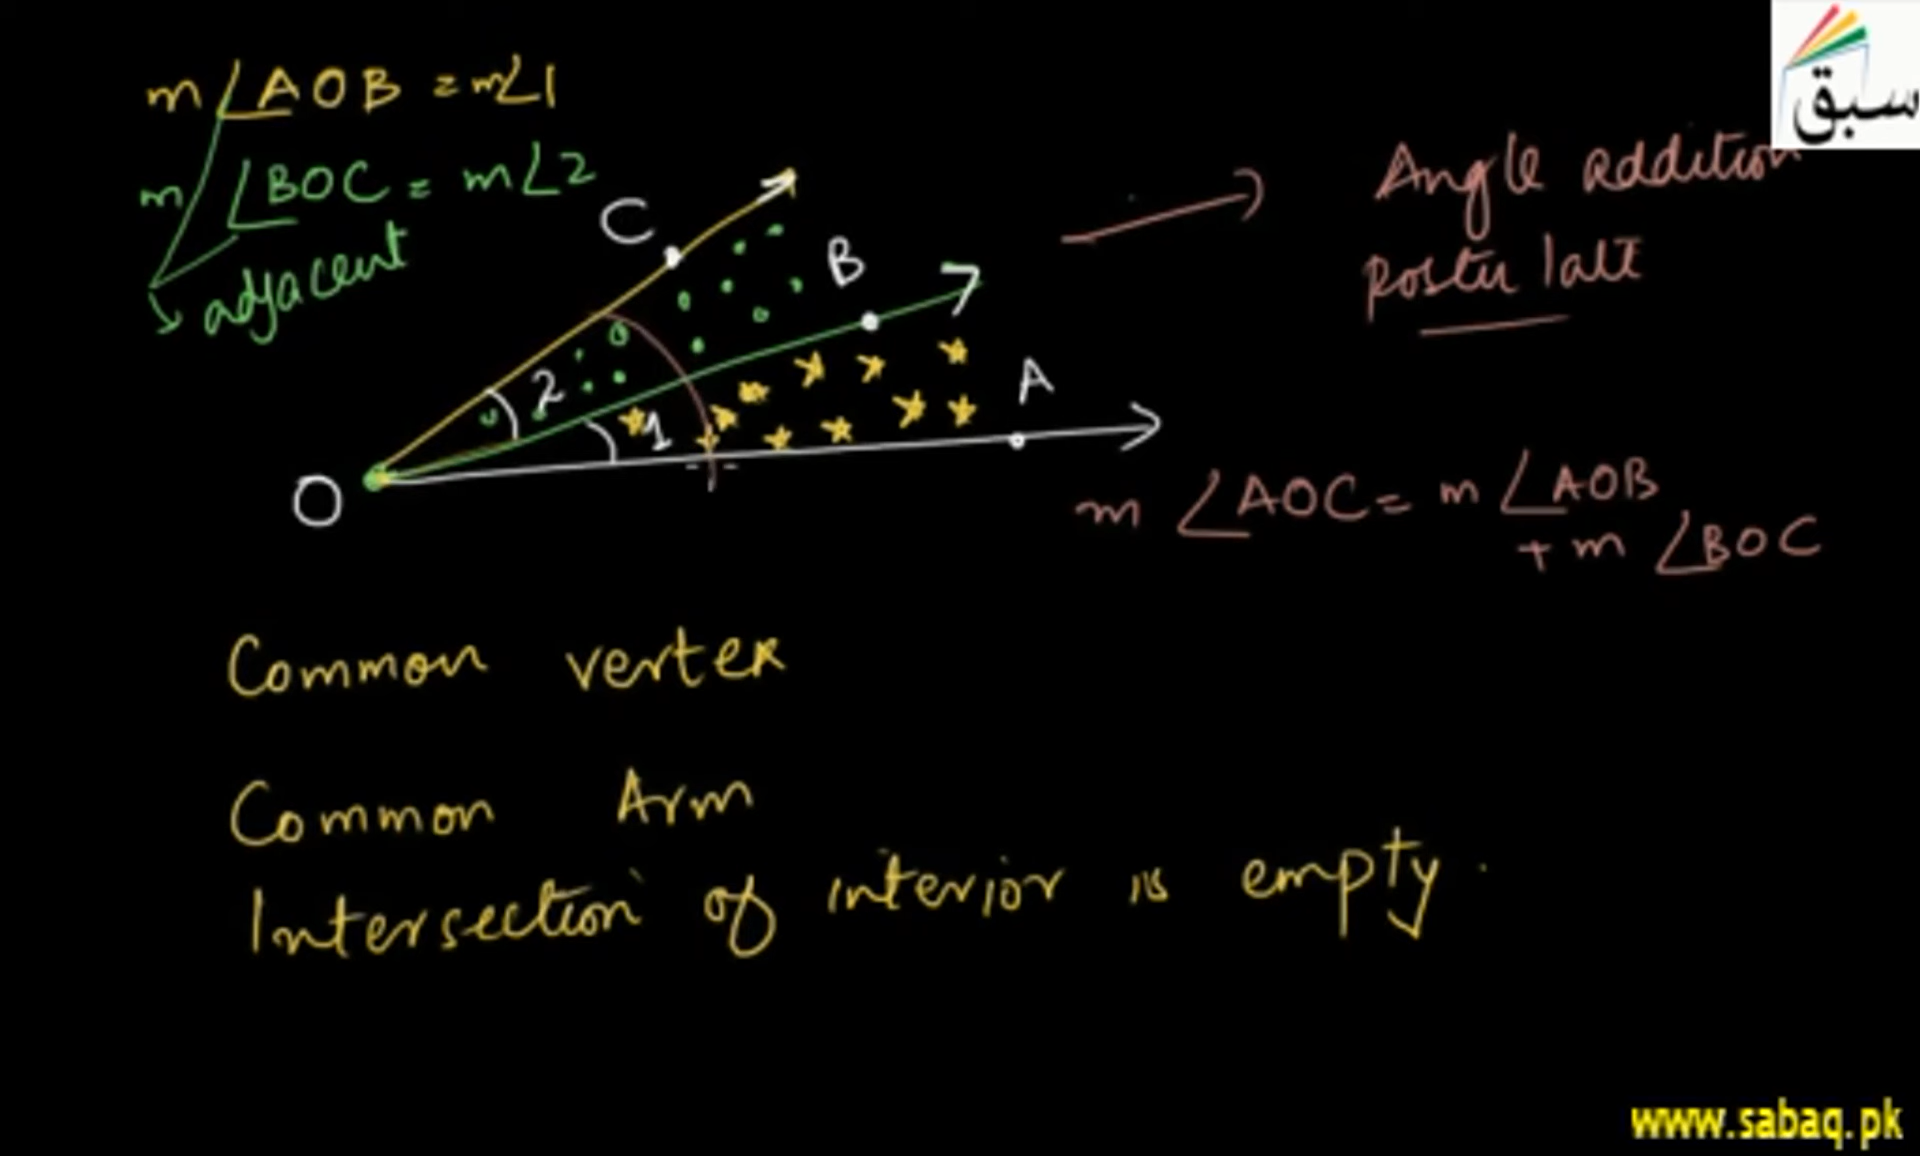 m∠AOB = m∠1
m∠BOC = m∠2
adjacent
C
B
A
2
1
O
Angle addition
Postulate
m∠AOC = m∠AOB
+ m∠BOC
Common vertex
Common Arm
Intersection of interior is empty.
سبق
www.sabaq.pk